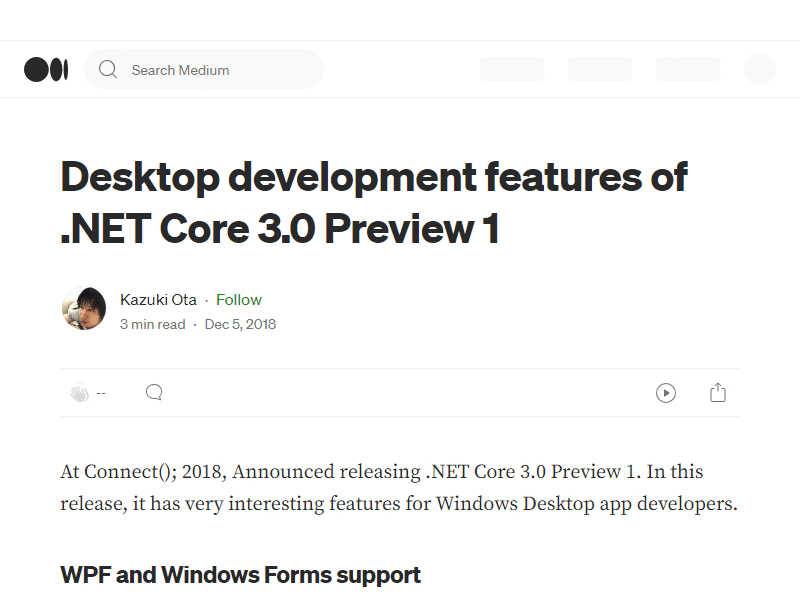 Search Medium
Desktop development features of
.NET Core 3.0 Preview 1
Kazuki Ota · Follow
3 min read · Dec 5, 2018
--
At Connect(); 2018, Announced releasing .NET Core 3.0 Preview 1. In this
release, it has very interesting features for Windows Desktop app developers.
WPF and Windows Forms support